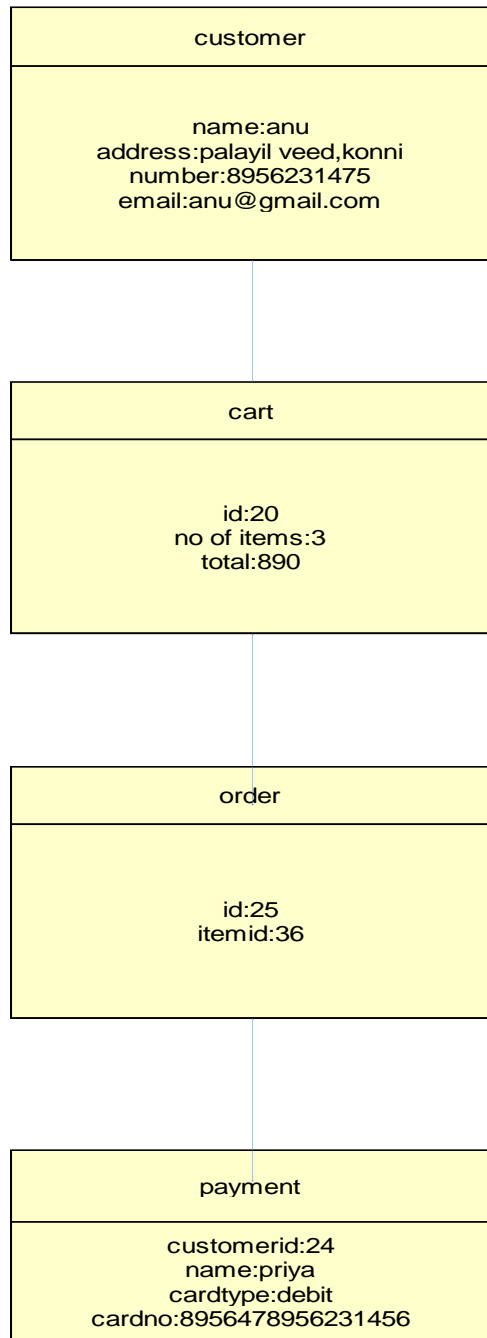 customer
name:anu
address:palayil veed,konni
number:8956231475
email:anu@gmail.com
cart
id:20
no of items:3
total:890
order
id:25
itemid:36
payment
customerid:24
name:priya
cardtype:debit
cardno:8956478956231456